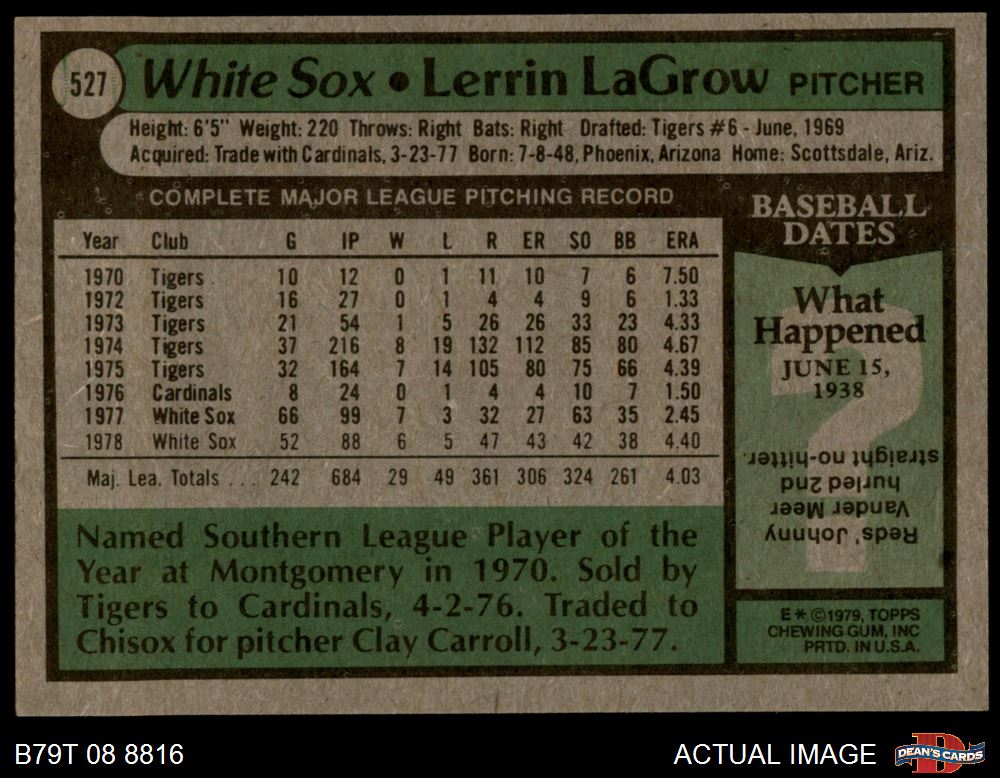 527
White Sox • Lerrin LaGrow PITCHER
Height: 6'5" Weight: 220 Throws: Right Bats: Right Drafted: Tigers #6 - June, 1969
Acquired: Trade with Cardinals, 3-23-77 Born: 7-8-48, Phoenix, Arizona Home: Scottsdale, Ariz.
COMPLETE MAJOR LEAGUE PITCHING RECORD
Year Club G IP W L R ER SO BB ERA
1970 Tigers 10 12 0 1 11 10 7 6 7.50
1972 Tigers 16 27 0 1 4 4 9 6 1.33
1973 Tigers 21 54 1 5 26 26 33 23 4.33
1974 Tigers 37 216 8 19 132 112 85 80 4.67
1975 Tigers 32 164 7 14 105 80 75 66 4.39
1976 Cardinals 8 24 0 1 4 4 10 7 1.50
1977 White Sox 66 99 7 3 32 27 63 35 2.45
1978 White Sox 52 88 6 5 47 43 42 38 4.40
Maj. Lea. Totals . . . 242 684 29 49 361 306 324 261 4.03
Named Southern League Player of the
Year at Montgomery in 1970. Sold by
Tigers to Cardinals, 4-2-76. Traded to
Chisox for pitcher Clay Carroll, 3-23-77.
BASEBALL
DATES
What
Happened
JUNE 15,
1938
?
Reds' Johnny
Vander Meer
hurled 2nd
straight no-hitter.
E * ©1979, TOPPS
CHEWING GUM, INC
PRTD. IN U.S.A.
B79T 08 8816
ACTUAL IMAGE
D
DEAN'S CARDS